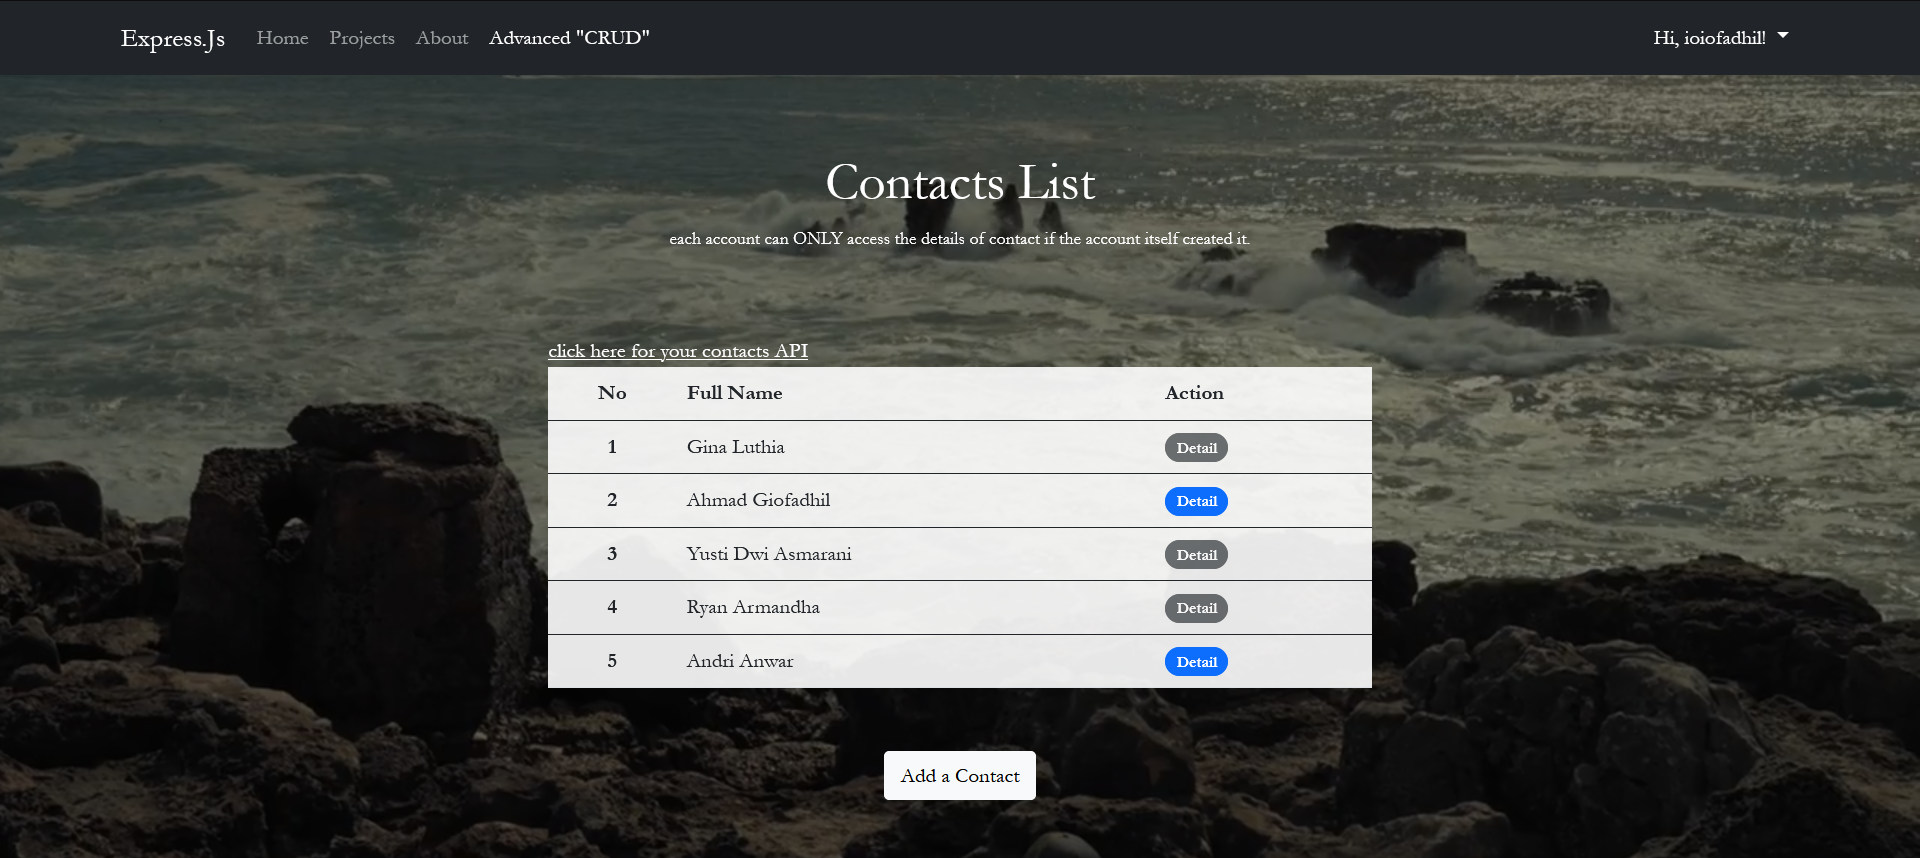 Express.Js Home Projects About Advanced "CRUD" Hi, ioiofadhil!
Contacts List
each account can ONLY access the details of contact if the account itself created it.
click here for your contacts API
No Full Name Action
1 Gina Luthia Detail
2 Ahmad Giofadhil Detail
3 Yusti Dwi Asmarani Detail
4 Ryan Armandha Detail
5 Andri Anwar Detail
Add a Contact